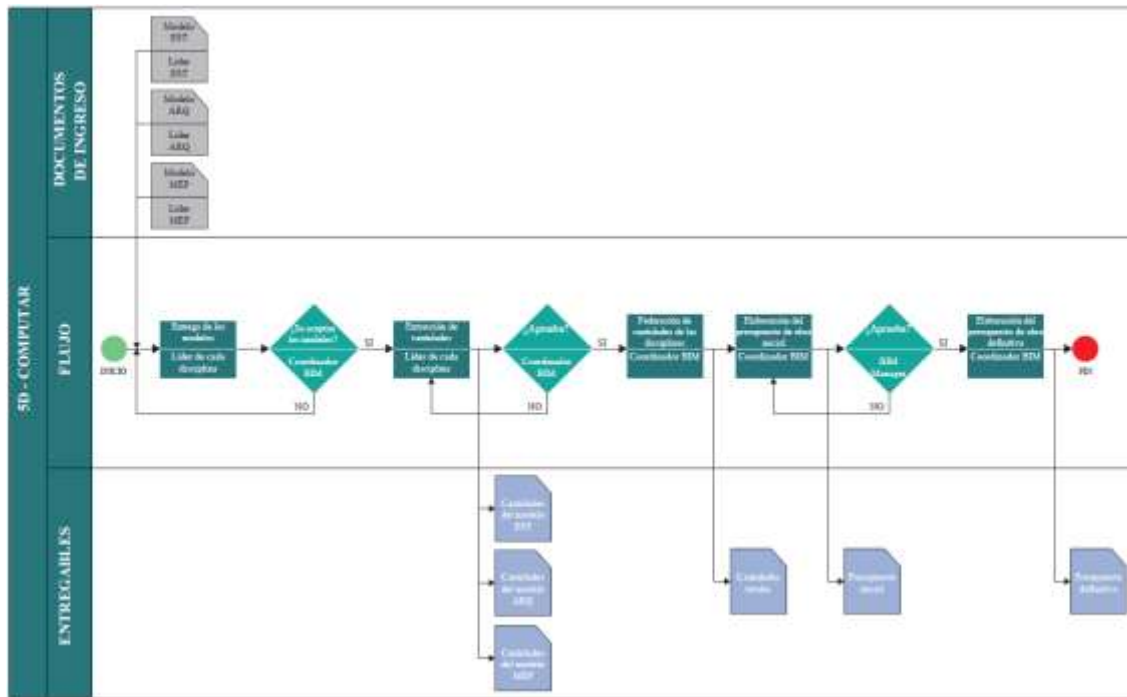 5D - COMPUTAR
DOCUMENTOS
DE INGRESO
Modelo
EST
Líder
EST
Modelo
ARQ
Líder
ARQ
Modelo
MEP
Líder
MEP
FLUJO
INICIO
Entrega de los
modelos
Líder de cada
disciplina
¿Se aceptan
los modelos?
Coordinador
BIM
SI
NO
Extracción de
cantidades
Líder de cada
disciplina
¿Aprueba?
Coordinador
BIM
SI
NO
Federación de
cantidades de las
disciplinas
Coordinador BIM
Elaboración del
presupuesto de obra
inicial
Coordinador BIM
¿Aprueba?
BIM
Manager
SI
NO
Elaboración del
presupuesto de obra
definitivo
Coordinador BIM
FIN
ENTREGABLES
Cantidades
del modelo
EST
Cantidades
del modelo
ARQ
Cantidades
del modelo
MEP
Cantidades
totales
Presupuesto
inicial
Presupuesto
definitivo